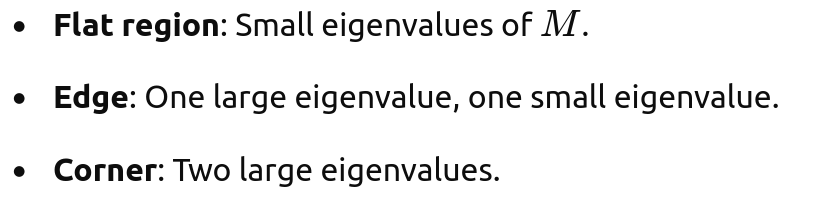 • Flat region: Small eigenvalues of M.
• Edge: One large eigenvalue, one small eigenvalue.
• Corner: Two large eigenvalues.